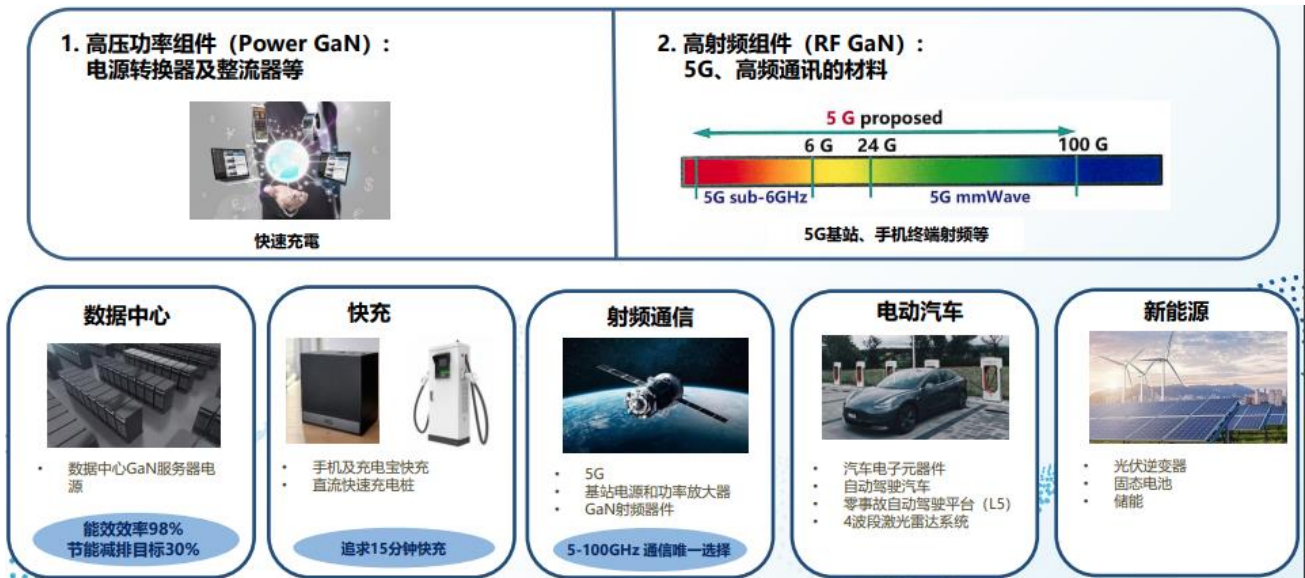 1. 高压功率组件（Power GaN）:
电源转换器及整流器等
快速充電
2. 高射频组件（RF GaN）:
5G、高频通讯的材料
5 G proposed
6 G 24 G 100 G
5G sub-6GHz 5G mmWave
5G基站、手机终端射频等
数据中心
• 数据中心GaN服务器电
源
能效效率98%
节能减排目标30%
快充
• 手机及充电宝快充
• 直流快速充电桩
追求15分钟快充
射频通信
• 5G
• 基站电源和功率放大器
• GaN射频器件
5-100GHz 通信唯一选择
电动汽车
• 汽车电子元器件
• 自动驾驶汽车
• 零事故自动驾驶平台（L5）
• 4波段激光雷达系统
新能源
• 光伏逆变器
• 固态电池
• 储能